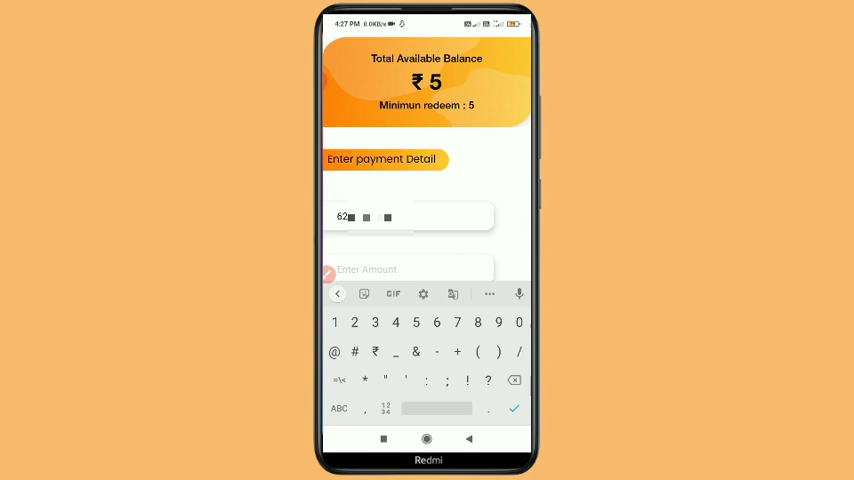 4:27 PM 0.0KB/s
Total Available Balance
₹ 5
Minimun redeem : 5
Enter payment Detail
62
Enter Amount
GIF
1 2 3 4 5 6 7 8 9 0
@ # ₹ _ & - + ( ) /
=\< * " ' : ; ! ?
ABC , 12 34 .
Redmi